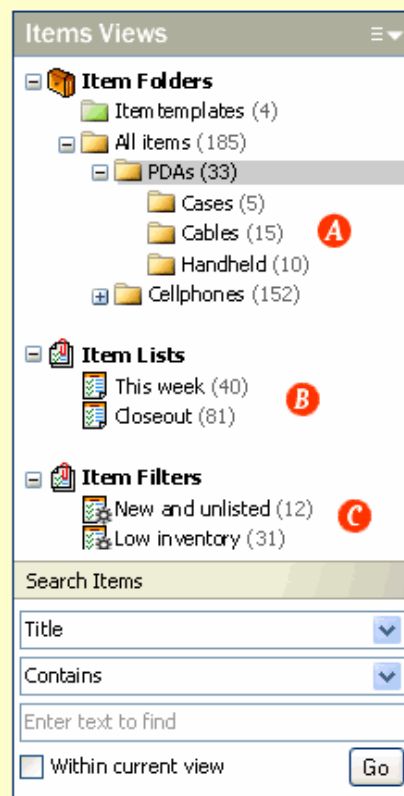 Items Views
Item Folders
Item templates (4)
All items (185)
PDAs (33)
Cases (5)
Cables (15)
A
Handheld (10)
Cellphones (152)
Item Lists
This week (40)
B
Closeout (81)
Item Filters
New and unlisted (12)
C
Low inventory (31)
Search Items
Title
Contains
Enter text to find
Within current view
Go